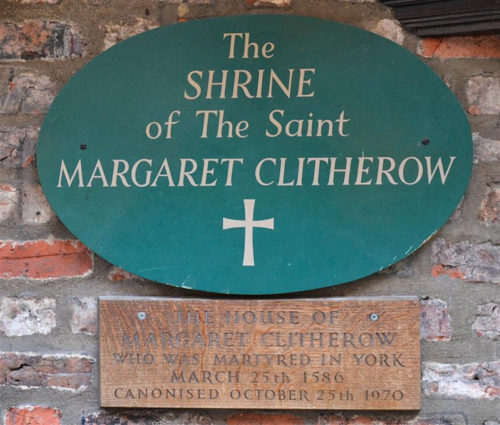 The
SHRINE
of The Saint
MARGARET CLITHEROW
THE HOUSE OF
MARGARET CLITHEROW
WHO WAS MARTYRED IN YORK
MARCH 25th 1586
CANONISED OCTOBER 25th 1970